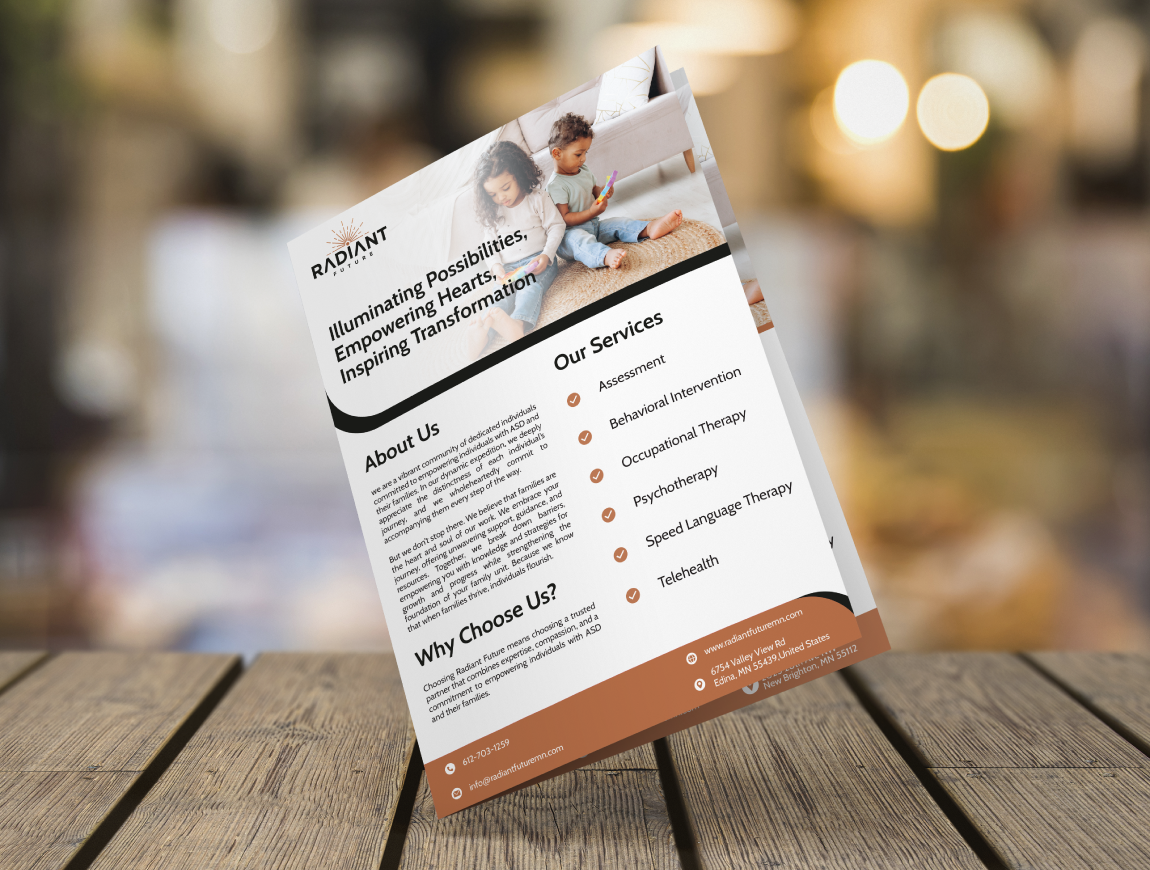 RADIANT
FUTURE
Illuminating Possibilities,
Empowering Hearts,
Inspiring Transformation
About Us
we are a vibrant community of dedicated individuals
committed to empowering individuals with ASD and
their families. In our dynamic expedition, we deeply
appreciate the distinctness of each individual's
journey, and we wholeheartedly commit to
accompanying them every step of the way.
But we don't stop there. We believe that families are
the heart and soul of our work. We embrace your
journey, offering unwavering support, guidance, and
resources. Together, we break down barriers,
empowering you with knowledge and strategies for
growth and progress while strengthening the
foundation of your family unit. Because we know
that when families thrive, individuals flourish.
Why Choose Us?
Choosing Radiant Future means choosing a trusted
partner that combines expertise, compassion, and a
commitment to empowering individuals with ASD
and their families.
Our Services
Assessment
Behavioral Intervention
Occupational Therapy
Psychotherapy
Speed Language Therapy
Telehealth
612-703-1259
info@radiantfuturemn.com
www.radiantfuturemn.com
6754 Valley View Rd
Edina, MN 55439,United States
New Brighton, MN 55112